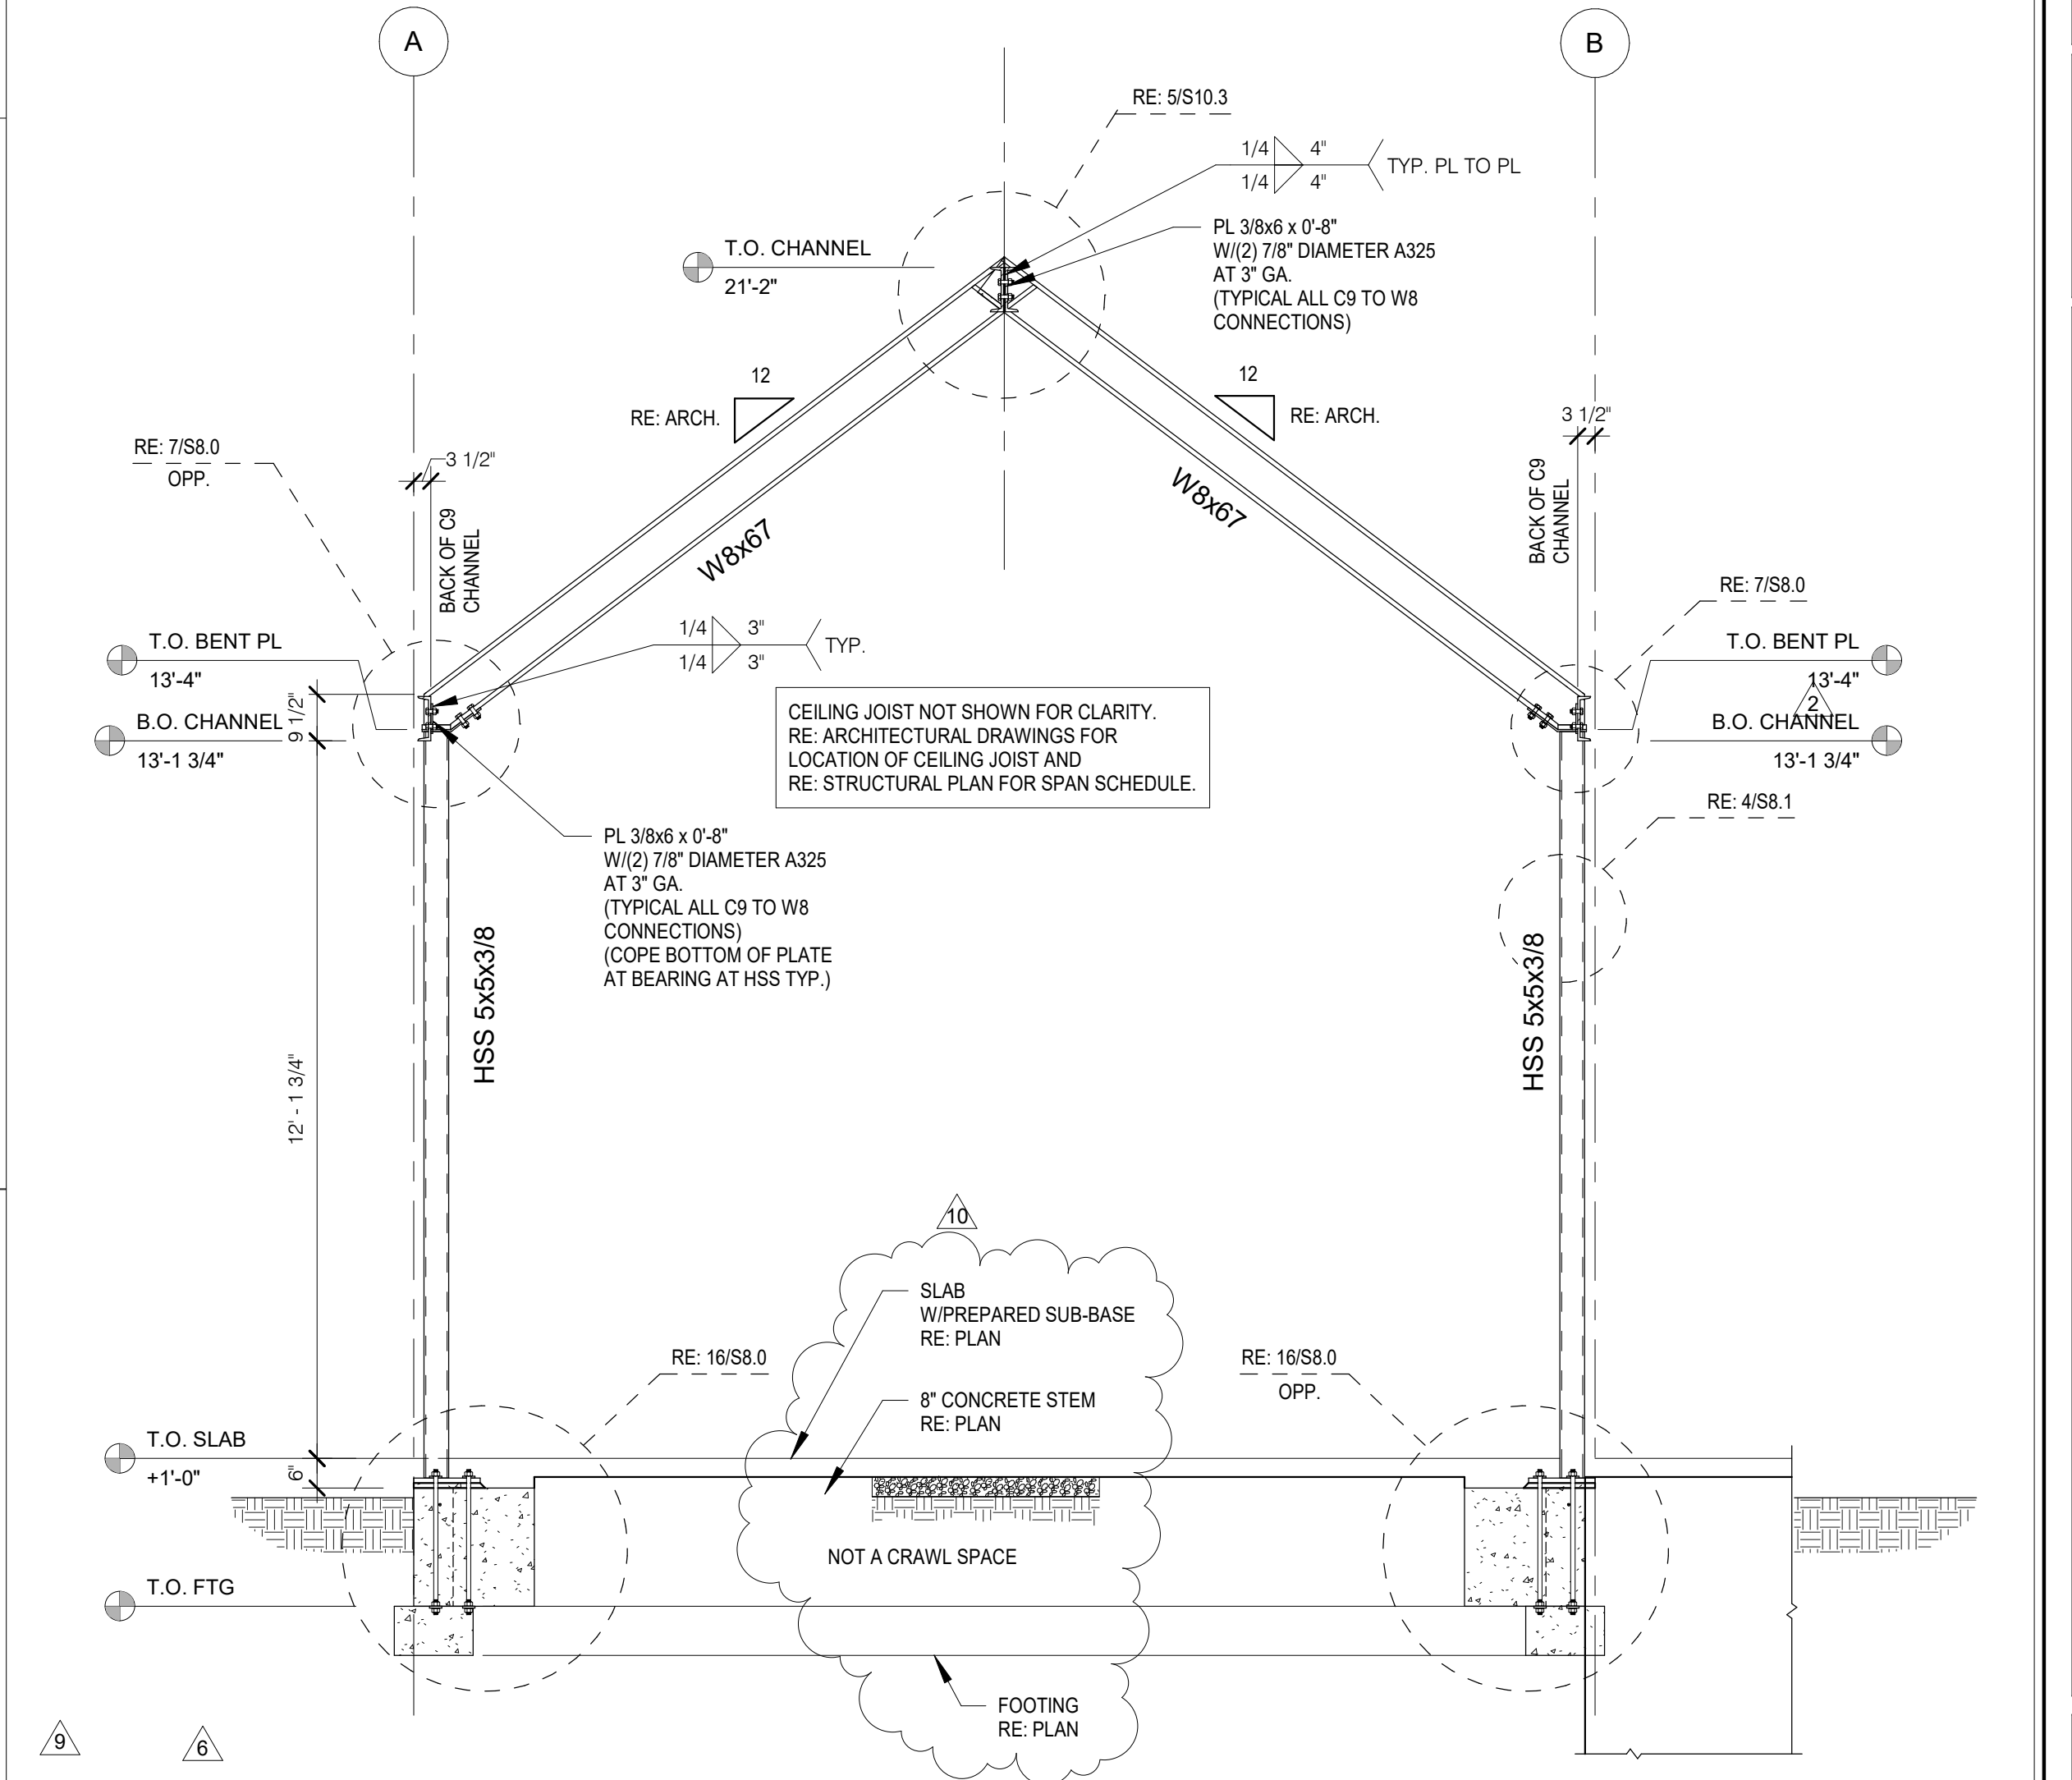 A
B
RE: 5/S10.3
1/4
4"
1/4
4"
TYP. PL TO PL
T.O. CHANNEL
21'-2"
PL 3/8x6 x 0'-8"
W/(2) 7/8" DIAMETER A325
AT 3" GA.
(TYPICAL ALL C9 TO W8
CONNECTIONS)
12
RE: ARCH.
12
RE: ARCH.
3 1/2"
RE: 7/S8.0
OPP.
3 1/2"
BACK OF C9
CHANNEL
BACK OF C9
CHANNEL
W8x67
W8x67
RE: 7/S8.0
T.O. BENT PL
13'-4"
1/4
3"
1/4
3"
TYP.
T.O. BENT PL
13'-4"
2
9 1/2"
B.O. CHANNEL
13'-1 3/4"
CEILING JOIST NOT SHOWN FOR CLARITY.
RE: ARCHITECTURAL DRAWINGS FOR
LOCATION OF CEILING JOIST AND
RE: STRUCTURAL PLAN FOR SPAN SCHEDULE.
B.O. CHANNEL
13'-1 3/4"
RE: 4/S8.1
PL 3/8x6 x 0'-8"
W/(2) 7/8" DIAMETER A325
AT 3" GA.
(TYPICAL ALL C9 TO W8
CONNECTIONS)
(COPE BOTTOM OF PLATE
AT BEARING AT HSS TYP.)
HSS 5x5x3/8
HSS 5x5x3/8
12' - 1 3/4"
10
SLAB
W/PREPARED SUB-BASE
RE: PLAN
RE: 16/S8.0
RE: 16/S8.0
OPP.
8" CONCRETE STEM
RE: PLAN
T.O. SLAB
+1'-0"
6"
NOT A CRAWL SPACE
T.O. FTG
FOOTING
RE: PLAN
9
6